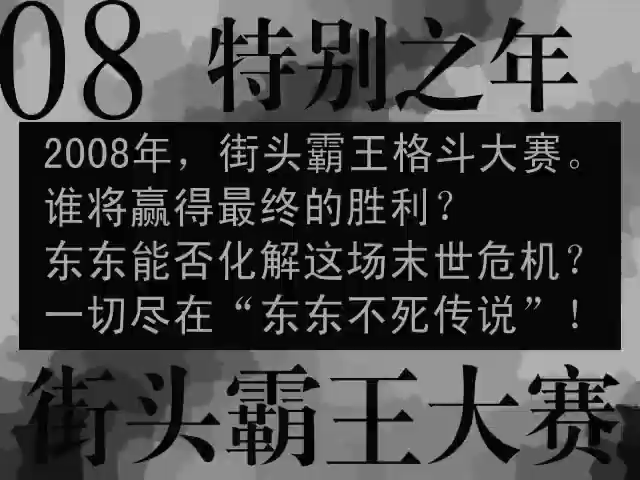 08 特别之年
2008年，街头霸王格斗大赛。
谁将赢得最终的胜利？
东东能否化解这场末世危机？
一切尽在“东东不死传说”！
街头霸王大赛